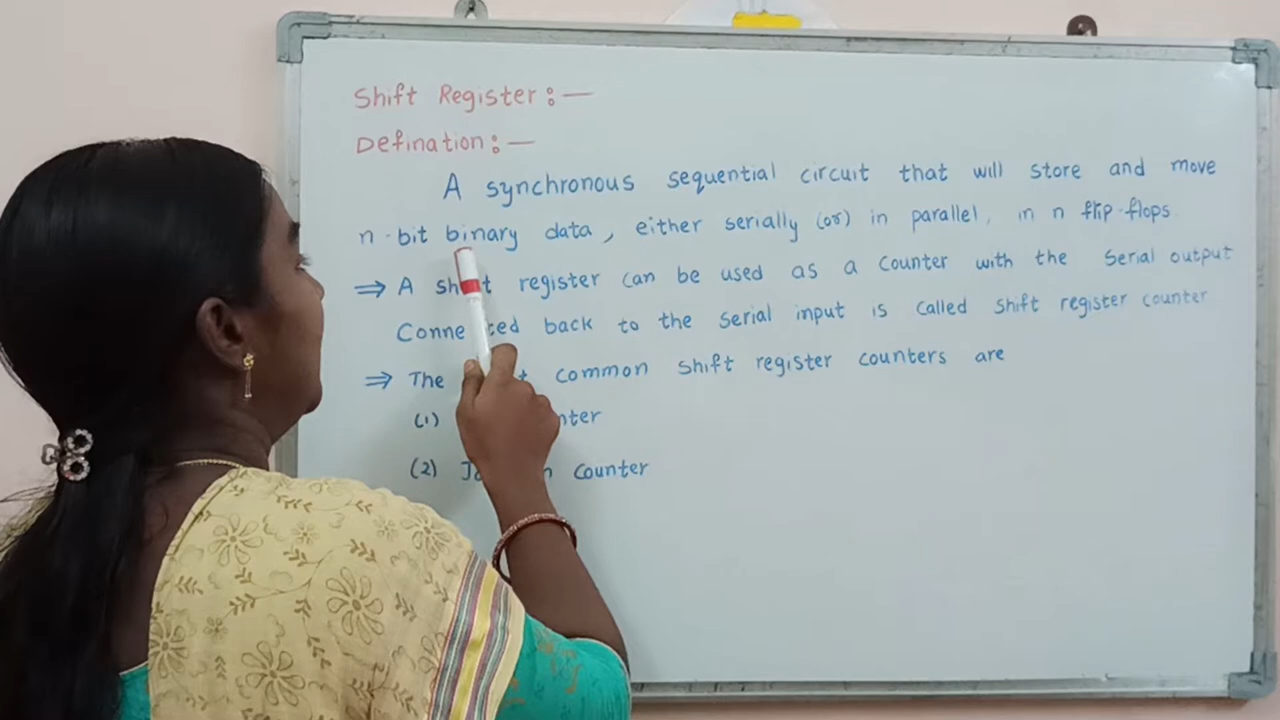 Shift Register:—
Defination:—
A synchronous sequential circuit that will store and move
n-bit binary data, either serially (or) in parallel, in n flip-flops
⇒ A register can be used as a counter with the serial output
back to the serial input is called shift register counter
⇒ The common shift register counters are
(1)
(2) counter